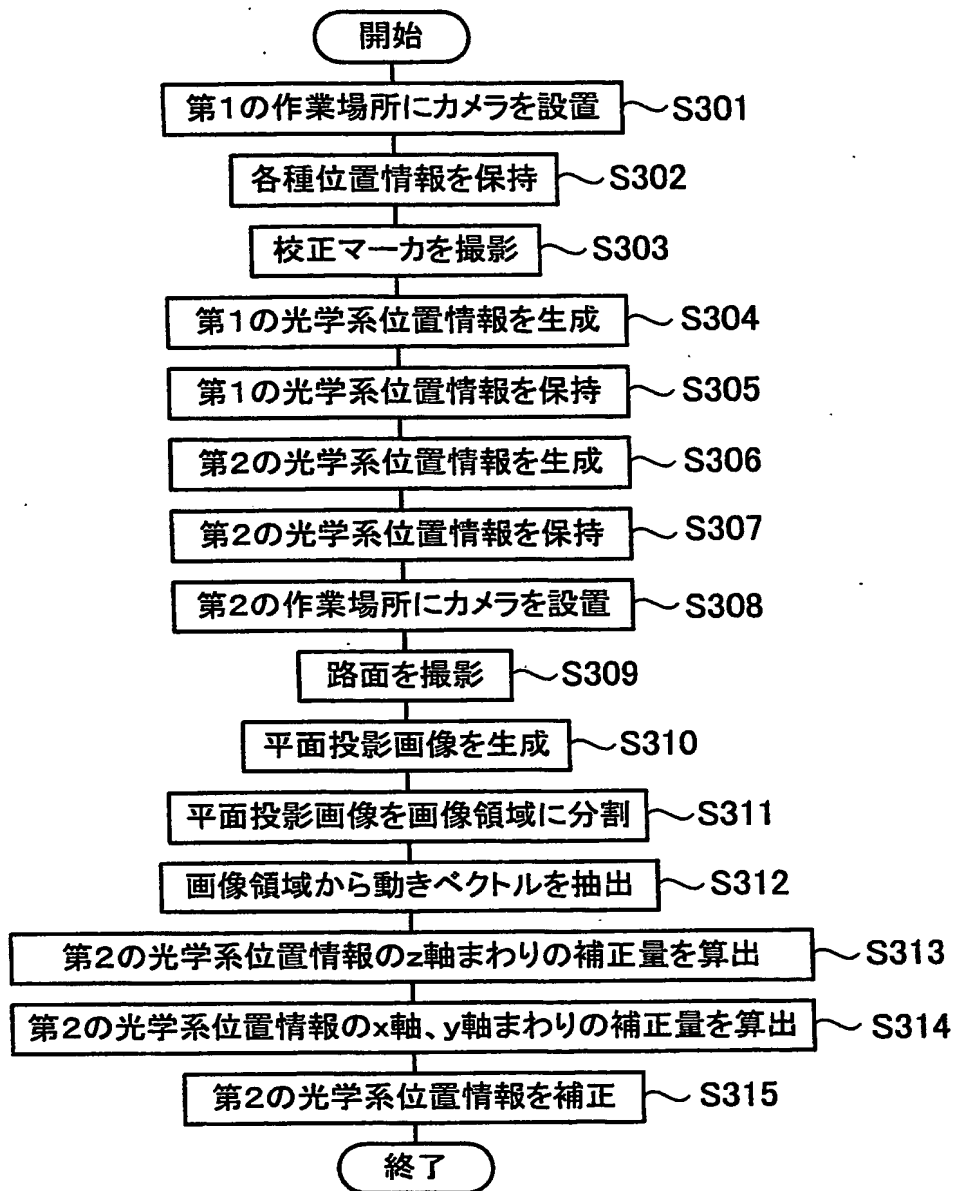 開始
第1の作業場所にカメラを設置 S301
各種位置情報を保持 S302
校正マーカを撮影 S303
第1の光学系位置情報を生成 S304
第1の光学系位置情報を保持 S305
第2の光学系位置情報を生成 S306
第2の光学系位置情報を保持 S307
第2の作業場所にカメラを設置 S308
路面を撮影 S309
平面投影画像を生成 S310
平面投影画像を画像領域に分割 S311
画像領域から動きベクトルを抽出 S312
第2の光学系位置情報のz軸まわりの補正量を算出 S313
第2の光学系位置情報のx軸、y軸まわりの補正量を算出 S314
第2の光学系位置情報を補正 S315
終了